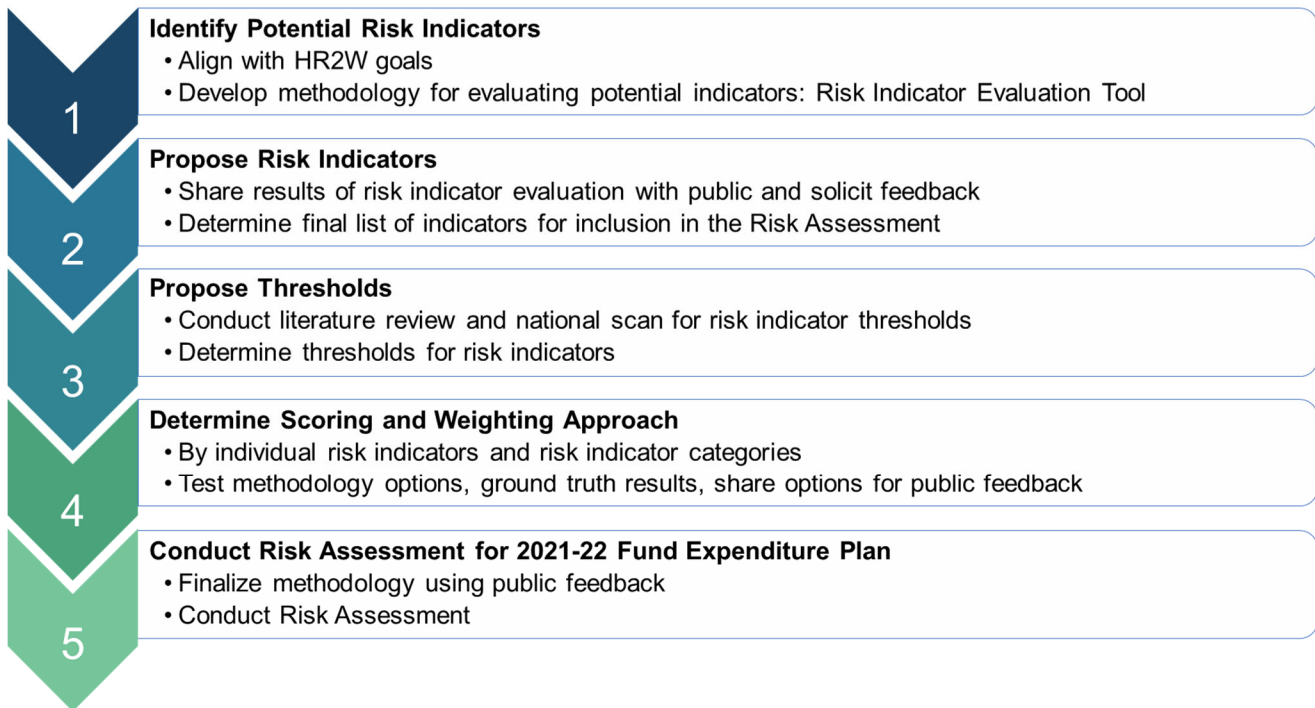 1
Identify Potential Risk Indicators
• Align with HR2W goals
• Develop methodology for evaluating potential indicators: Risk Indicator Evaluation Tool
2
Propose Risk Indicators
• Share results of risk indicator evaluation with public and solicit feedback
• Determine final list of indicators for inclusion in the Risk Assessment
3
Propose Thresholds
• Conduct literature review and national scan for risk indicator thresholds
• Determine thresholds for risk indicators
4
Determine Scoring and Weighting Approach
• By individual risk indicators and risk indicator categories
• Test methodology options, ground truth results, share options for public feedback
5
Conduct Risk Assessment for 2021-22 Fund Expenditure Plan
• Finalize methodology using public feedback
• Conduct Risk Assessment